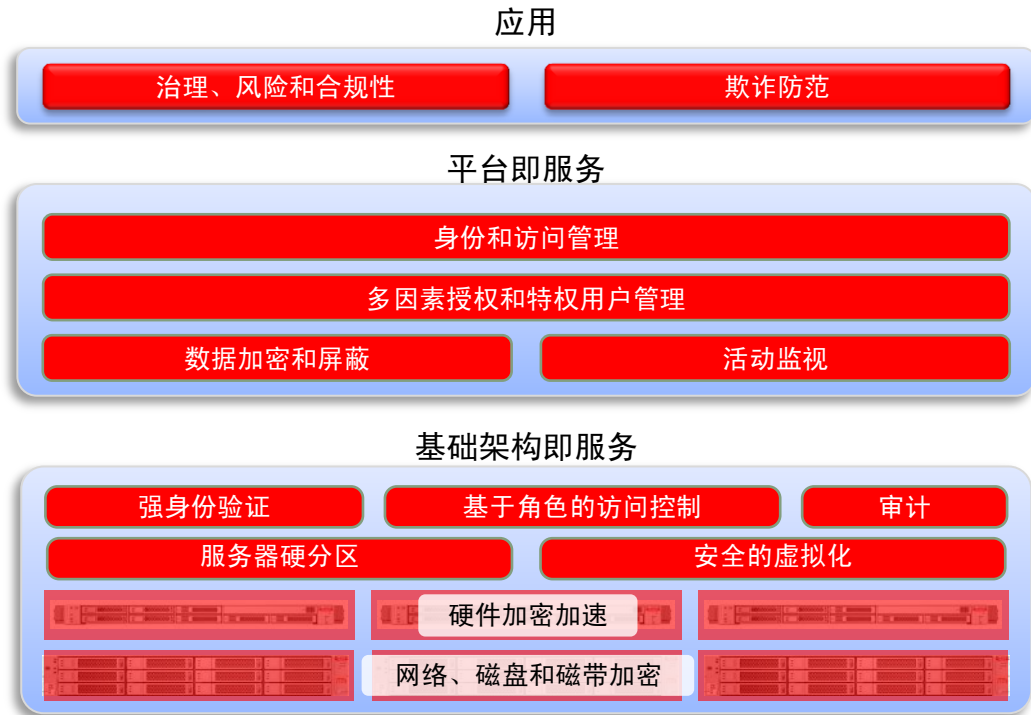 应用
治理、风险和合规性
欺诈防范
平台即服务
身份和访问管理
多因素授权和特权用户管理
数据加密和屏蔽
活动监视
基础架构即服务
强身份验证
基于角色的访问控制
审计
服务器硬分区
安全的虚拟化
硬件加密加速
网络、磁盘和磁带加密